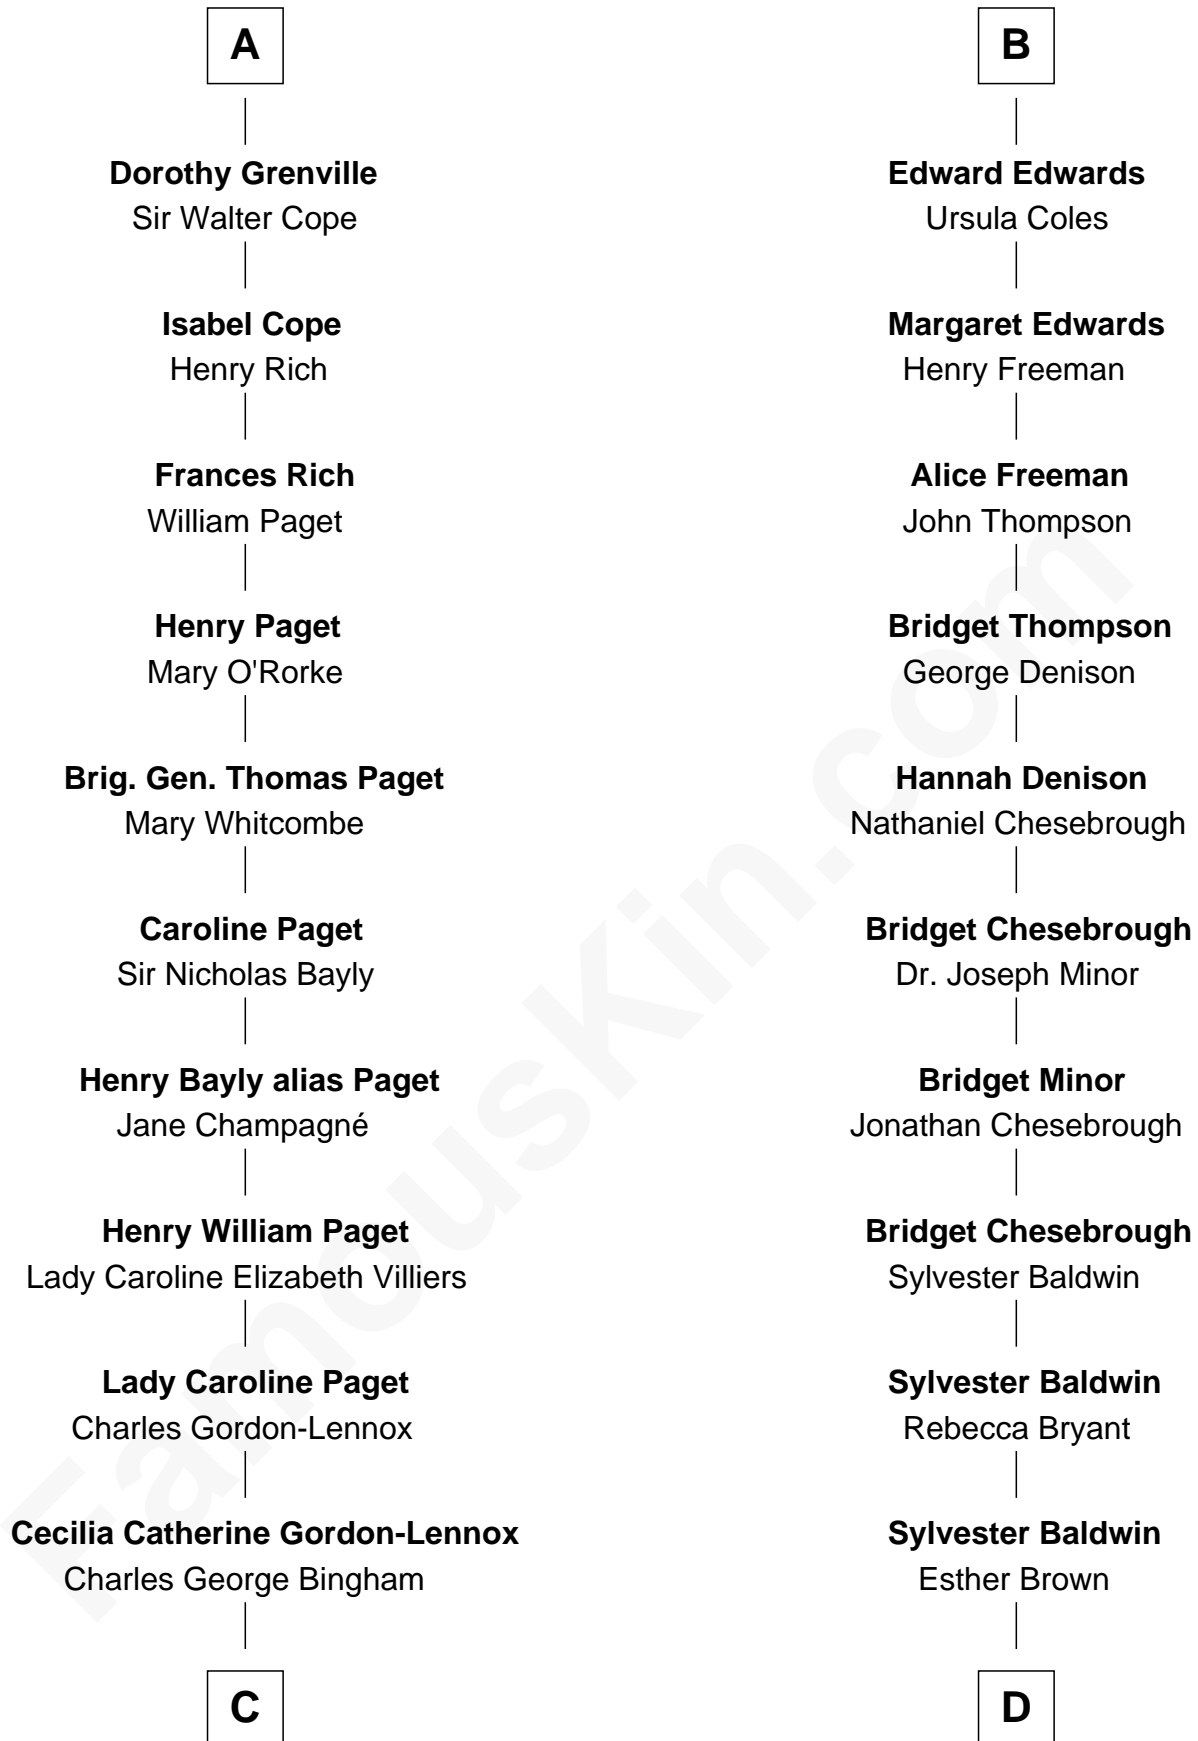 A
Dorothy Grenville
Sir Walter Cope
Isabel Cope
Henry Rich
Frances Rich
William Paget
Henry Paget
Mary O'Rorke
Brig. Gen. Thomas Paget
Mary Whitcombe
Caroline Paget
Sir Nicholas Bayly
Henry Bayly alias Paget
Jane Champagné
Henry William Paget
Lady Caroline Elizabeth Villiers
Lady Caroline Paget
Charles Gordon-Lennox
Cecilia Catherine Gordon-Lennox
Charles George Bingham
C
B
Edward Edwards
Ursula Coles
Margaret Edwards
Henry Freeman
Alice Freeman
John Thompson
Bridget Thompson
George Denison
Hannah Denison
Nathaniel Chesebrough
Bridget Chesebrough
Dr. Joseph Minor
Bridget Minor
Jonathan Chesebrough
Bridget Chesebrough
Sylvester Baldwin
Sylvester Baldwin
Rebecca Bryant
Sylvester Baldwin
Esther Brown
D
FamousKin.com